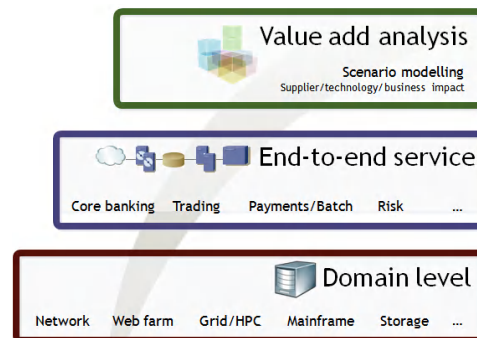 Value add analysis
Scenario modelling
Supplier/technology/business impact
End-to-end service
Core banking Trading Payments/Batch Risk ...
Domain level
Network Web farm Grid/HPC Mainframe Storage ...